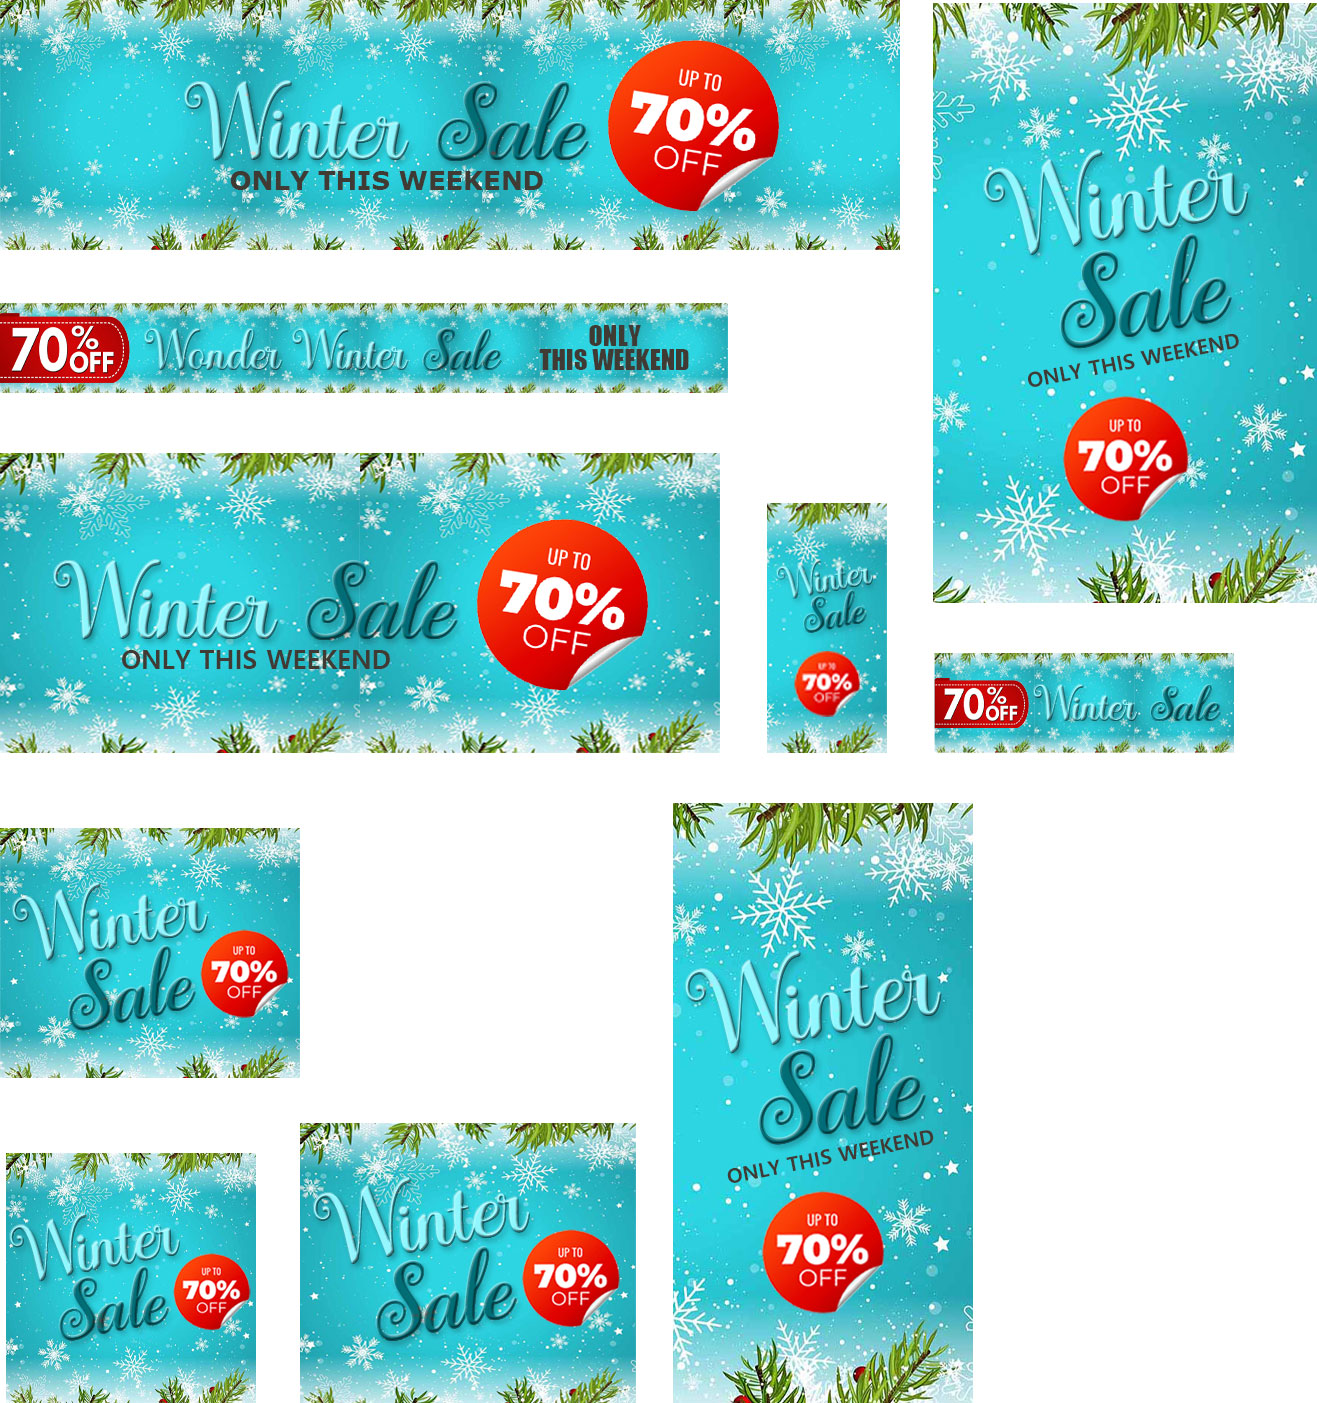 Winter Sale
ONLY THIS WEEKEND
UP TO
70%
OFF
Winter
Sale
ONLY THIS WEEKEND
UP TO
70%
OFF
70% OFF
Wonder Winter Sale
ONLY
THIS WEEKEND
Winter Sale
ONLY THIS WEEKEND
UP TO
70%
OFF
Winter
Sale
UP TO
70%
OFF
70% OFF
Winter Sale
Winter
Sale
UP TO
70%
OFF
Winter
Sale
ONLY THIS WEEKEND
UP TO
70%
OFF
Winter
Sale
UP TO
70%
OFF
Winter
Sale
UP TO
70%
OFF